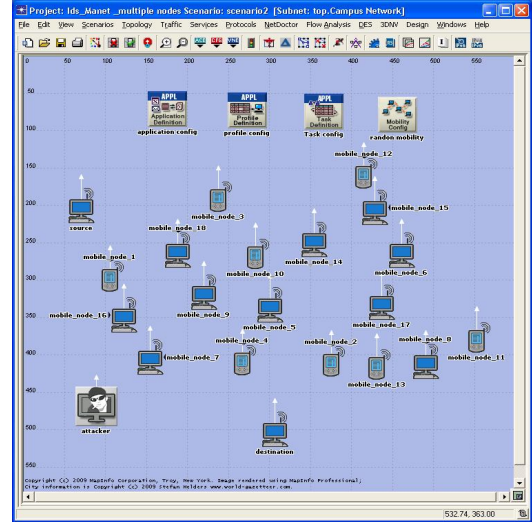 Project: Ids_Manet _multiple nodes Scenario: scenario2 [Subnet: top.Campus Network]
File Edit View Scenarios Topology Traffic Services Protocols NetDoctor Flow Analysis DES 3DNV Design Windows Help
0 50 100 150 200 250 300 350 400 450 500 550
50
APPL APPL APPL
Application Definition
Profile Definition
Task Definition
Mobility Config
100
application config profile config Task config randon mobility
mobile_node_12
150
200
source
mobile_node_3
mobile_node_15
mobile_node_18
250
mobile_node_1
mobile_node_14
mobile_node_10
mobile_node_6
300
mobile_node_16
mobile_node_9
mobile_node_5
mobile_node_17
350
mobile_node_4
mobile_node_2
mobile_node_8
400
mobile_node_7
mobile_node_11
mobile_node_13
450
attacker
500
destination
550
Copyright (c) 2009 MapInfo Corporation, Troy, New York. Image rendered using MapInfo Professional;
City information is Copyright (c) 2009 Stefan Helders www.world-gazetteer.com.
532.74, 363.00